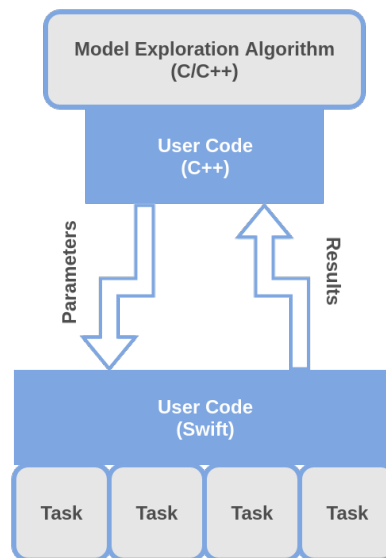 Model Exploration Algorithm
(C/C++)
User Code
(C++)
Parameters
Results
User Code
(Swift)
Task
Task
Task
Task